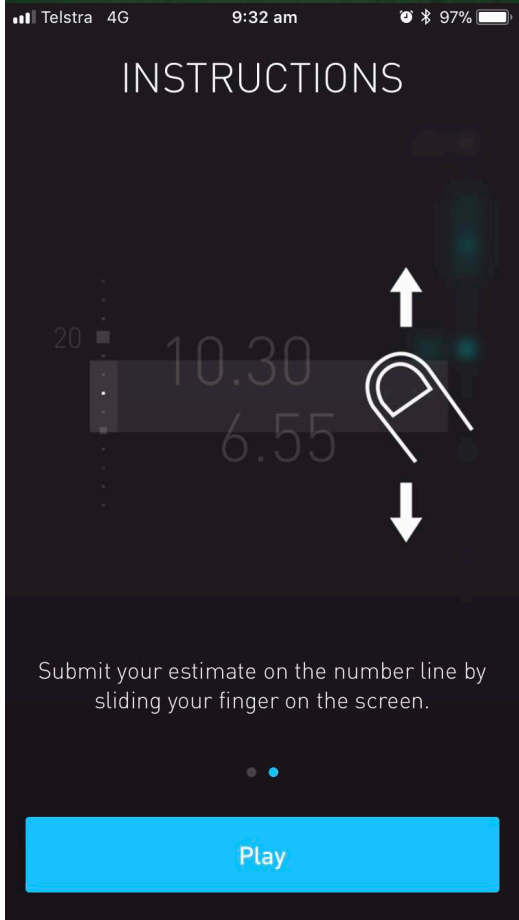 Telstra 4G 9:32 am 97%
INSTRUCTIONS
20
10.30
6.55
Submit your estimate on the number line by
sliding your finger on the screen.
Play